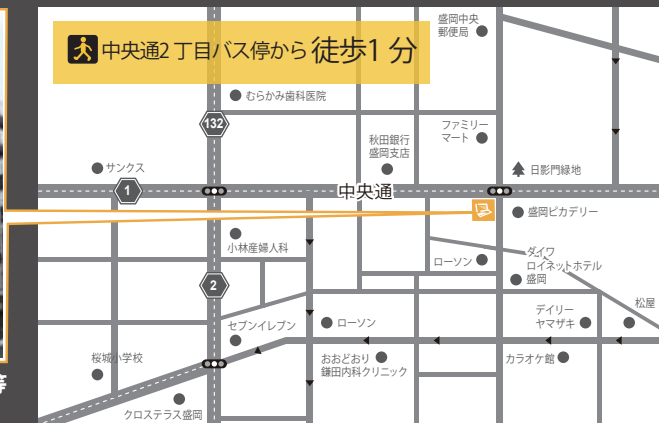 中央通2丁目バス停から徒歩1分
盛岡中央
郵便局
むらかみ歯科医院
132
ファミリー
マート
秋田銀行
盛岡支店
サンクス
日影門緑地
1
中央通
盛岡ピカデリー
小林産婦人科
ローソン
ダイワ
ロイネットホテル
盛岡
2
松屋
デイリー
ヤマザキ
セブンイレブン
ローソン
桜城小学校
おおどおり
鎌田内科クリニック
カラオケ館
等
クロステラス盛岡